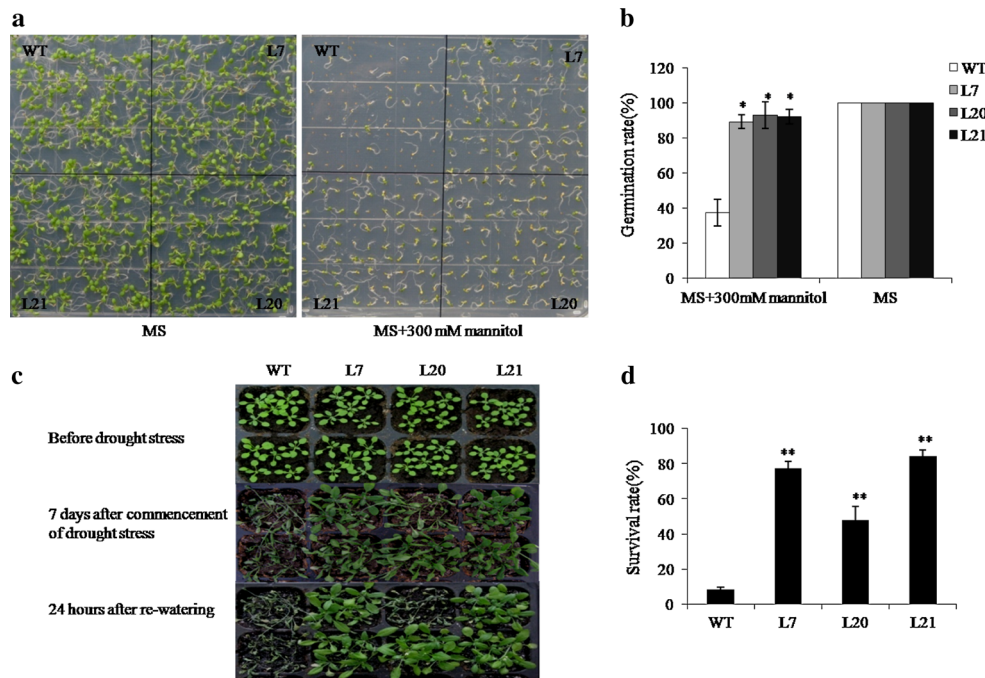 a
WT
L7
L21
L20
MS
WT
L7
L21
L20
MS+300 mM mannitol
b
Germination rate(%)
120
100
80
60
40
20
0
* * *
MS+300mM mannitol
MS
WT
L7
L20
L21
c
WT L7 L20 L21
Before drought stress
7 days after commencement
of drought stress
24 hours after re-watering
d
Survival rate(%)
100
80
60
40
20
0
**
**
**
WT L7 L20 L21